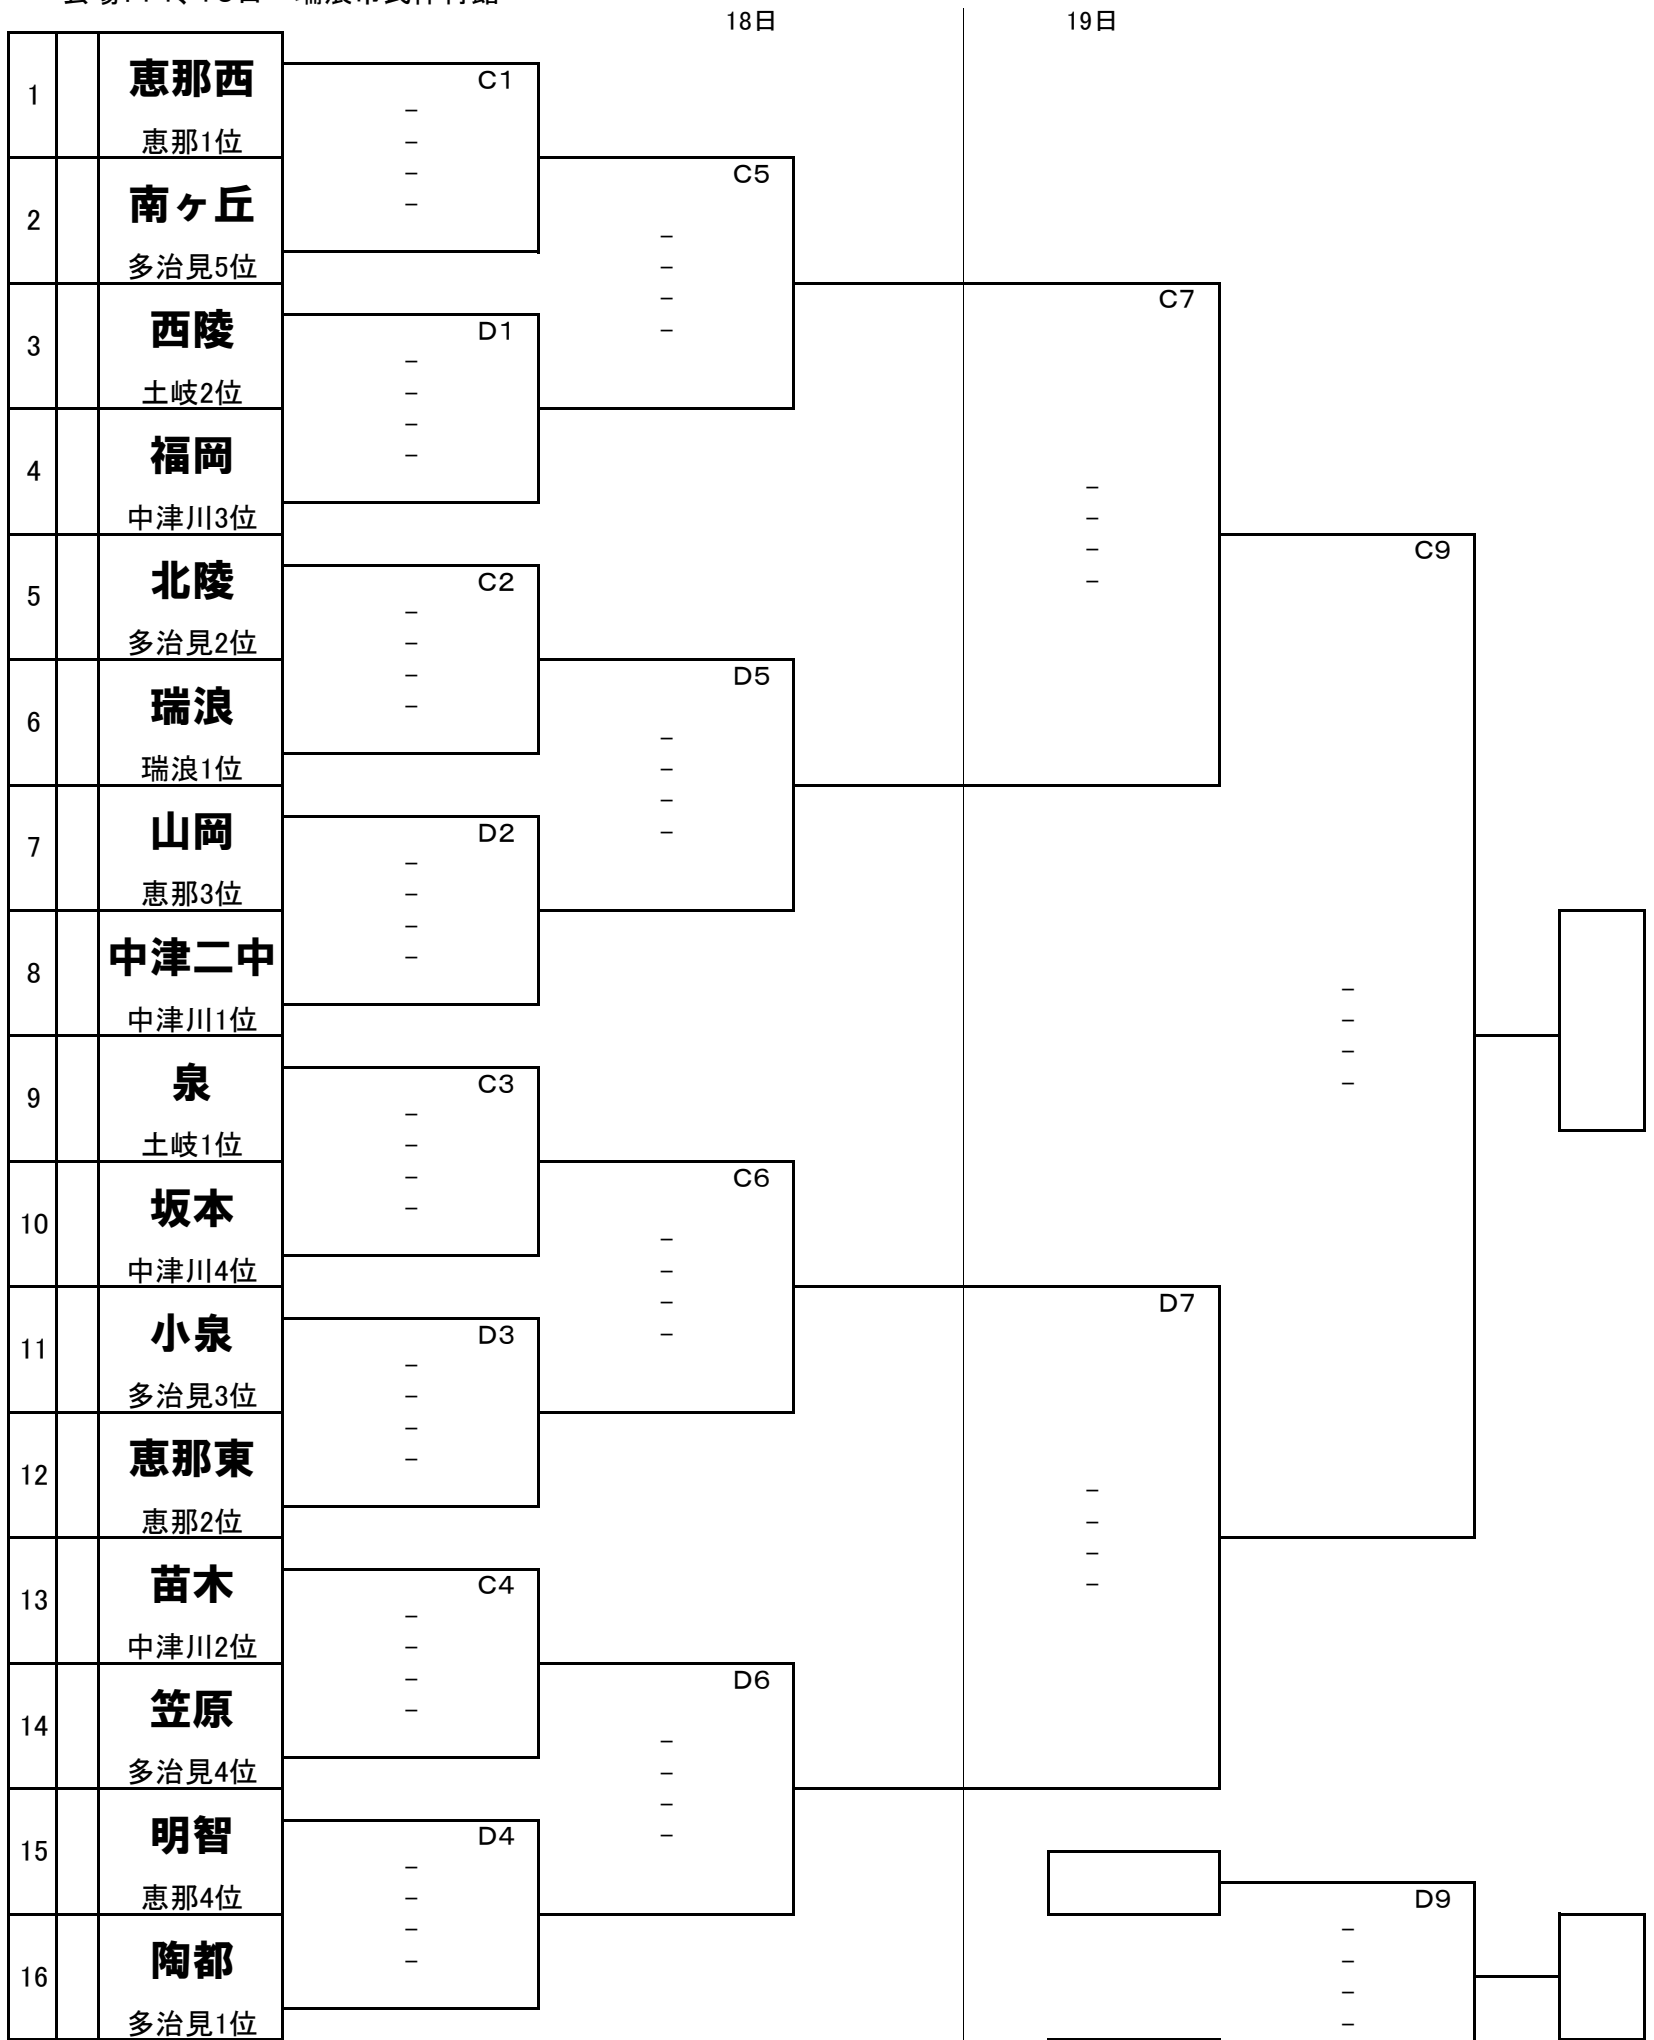 18日 19日
1 恵那西 C1
恵那1位
2 南ヶ丘 C5
多治見5位
C7
3 西陵 D1
土岐2位
4 福岡
中津川3位
C9
5 北陵 C2
多治見2位
6 瑞浪 D5
瑞浪1位
7 山岡 D2
恵那3位
8 中津二中
中津川1位
9 泉 C3
土岐1位
10 坂本 C6
中津川4位
D7
11 小泉 D3
多治見3位
12 恵那東
恵那2位
13 苗木 C4
中津川2位
14 笠原 D6
多治見4位
15 明智 D4
恵那4位 D9
16 陶都
多治見1位